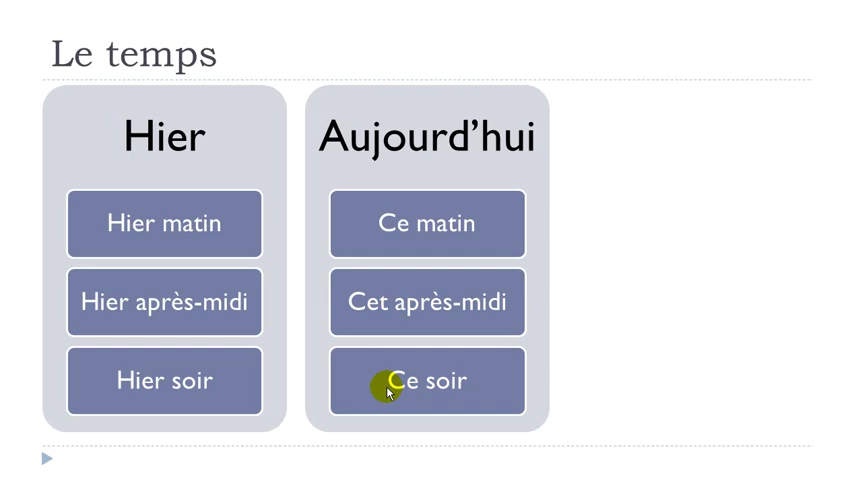 Le temps
Hier
Hier matin
Hier après-midi
Hier soir
Aujourd’hui
Ce matin
Cet après-midi
Ce soir